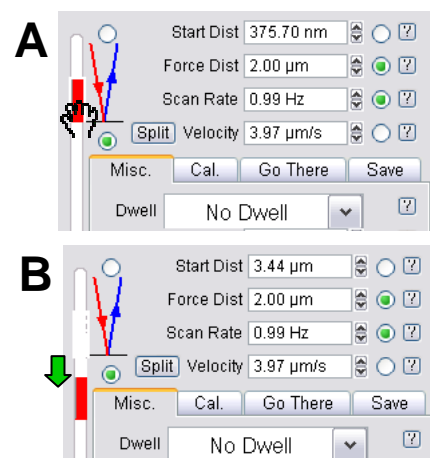 A
Start Dist 375.70 nm ?
Force Dist 2.00 µm ?
Scan Rate 0.99 Hz ?
Split Velocity 3.97 µm/s ?
Misc. Cal. Go There Save
Dwell No Dwell ?
B
Start Dist 3.44 µm ?
Force Dist 2.00 µm ?
Scan Rate 0.99 Hz ?
Split Velocity 3.97 µm/s ?
Misc. Cal. Go There Save
Dwell No Dwell ?